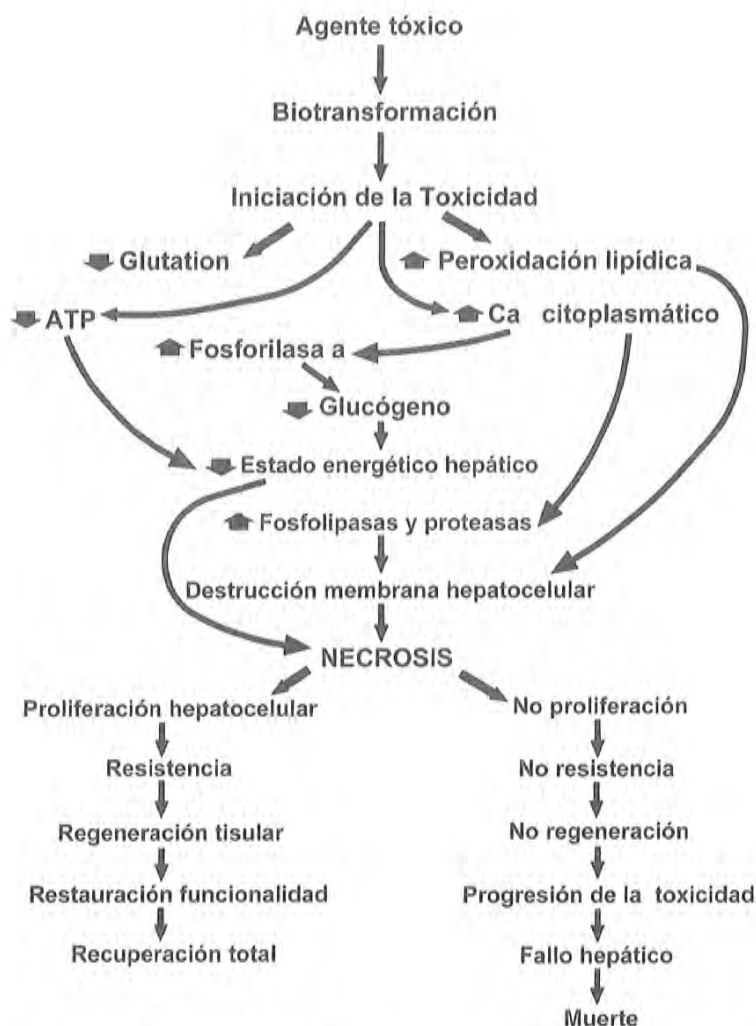 Agente tóxico
Biotransformación
Iniciación de la Toxicidad
Glutation
Peroxidación lipídica
ATP
Ca citoplasmático
Fosforilasa a
Glucógeno
Estado energético hepático
Fosfolipasas y proteasas
Destrucción membrana hepatocelular
NECROSIS
Proliferación hepatocelular
No proliferación
Resistencia
No resistencia
Regeneración tisular
No regeneración
Restauración funcionalidad
Progresión de la toxicidad
Recuperación total
Fallo hepático
Muerte